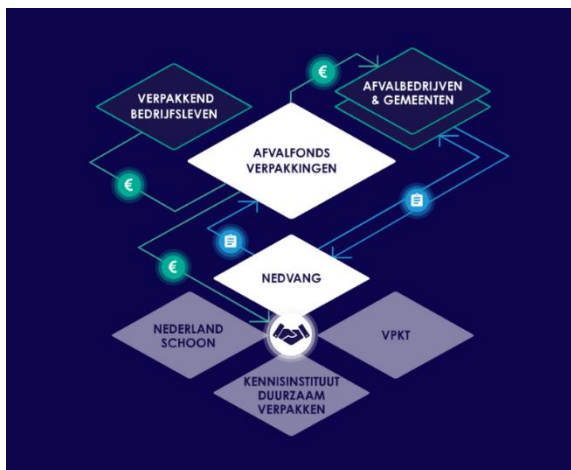 VERPAKKEND
BEDRIJFSLEVEN
€
AFVALBEDRIJVEN
& GEMEENTEN
AFVALFONDS
VERPAKKINGEN
€
€
NEDVANG
NEDERLAND
SCHOON
VPKT
KENNISINSTITUUT
DUURZAAM
VERPAKKEN